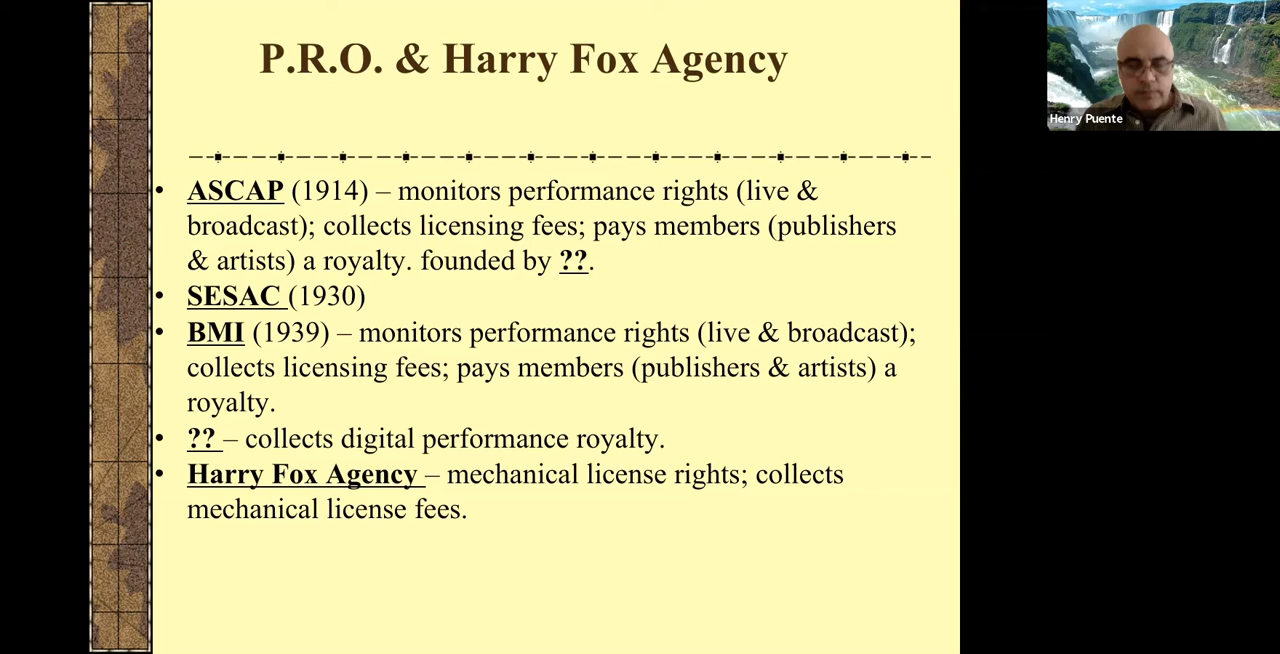 P.R.O. & Harry Fox Agency
Henry Puente
• ASCAP (1914) – monitors performance rights (live &
broadcast); collects licensing fees; pays members (publishers
& artists) a royalty. founded by ??.
• SESAC (1930)
• BMI (1939) – monitors performance rights (live & broadcast);
collects licensing fees; pays members (publishers & artists) a
royalty.
• ?? – collects digital performance royalty.
• Harry Fox Agency – mechanical license rights; collects
mechanical license fees.